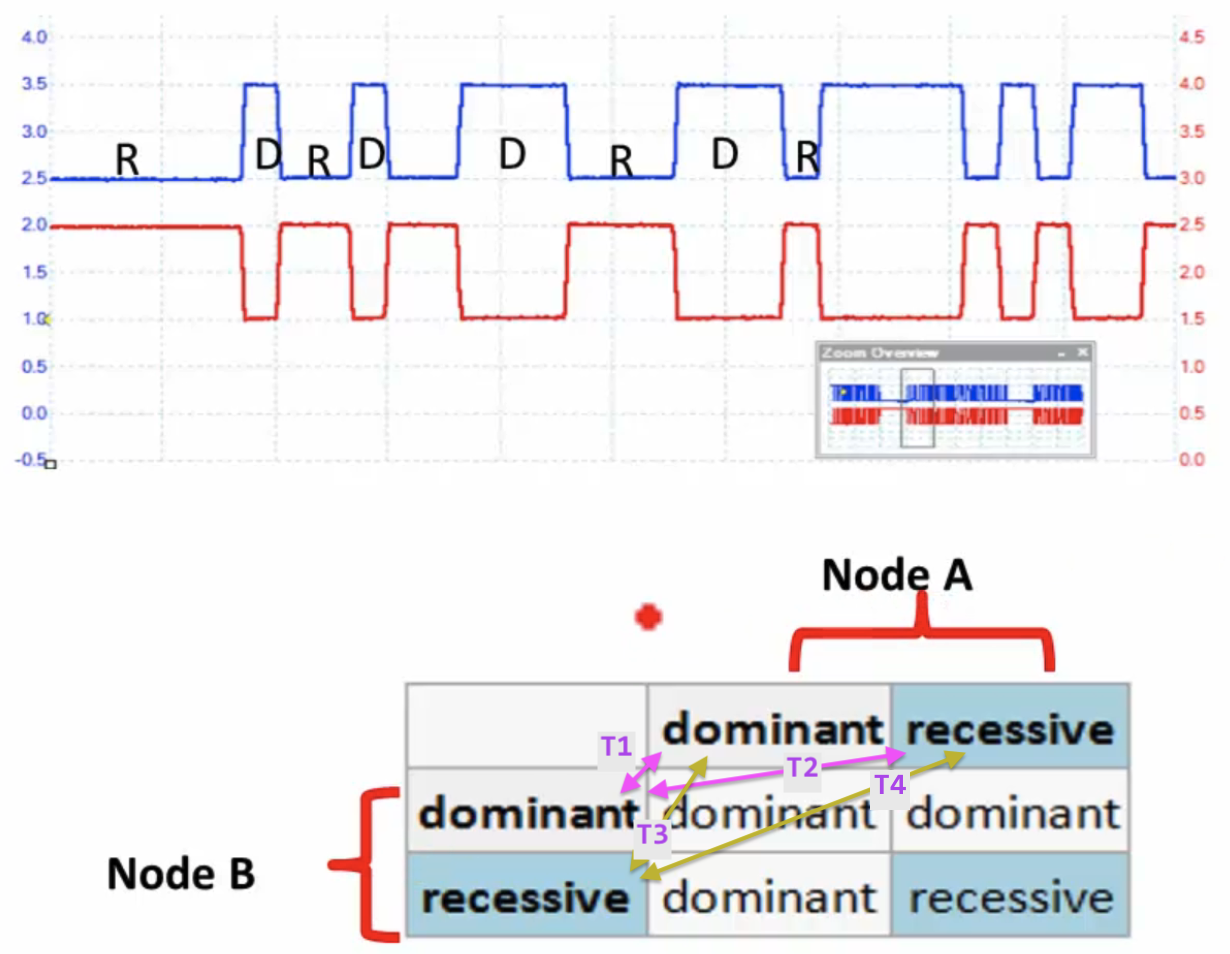 4.0 4.5
3.5 4.0
3.0 3.5
R D R D D R D R
2.5 3.0
2.0 2.5
1.5 2.0
1.0 1.5
Zoom Overview
0.5 1.0
0.0 0.5
-0.5 0.0
Node A
dominant recessive
T1
T2
T4
dominant dominant dominant
T3
Node B
recessive dominant recessive